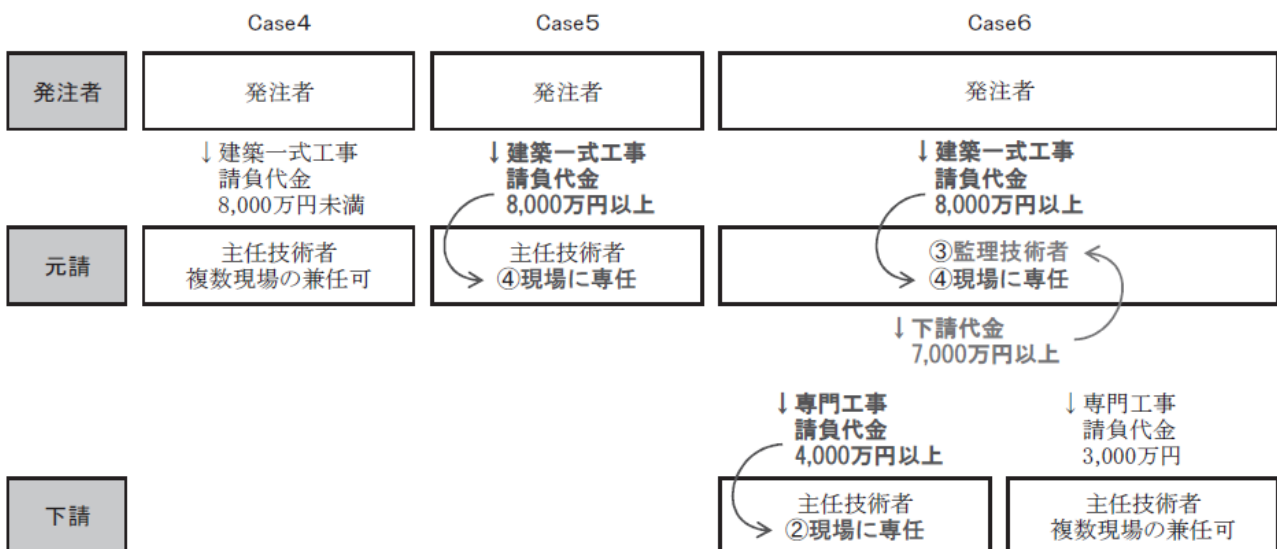 Case4
Case5
Case6
発注者
発注者
発注者
発注者
↓建築一式工事
請負代金
8,000万円未満
↓建築一式工事
請負代金
8,000万円以上
↓建築一式工事
請負代金
8,000万円以上
元請
主任技術者
複数現場の兼任可
主任技術者
④現場に専任
③監理技術者
④現場に専任
↓下請代金
7,000万円以上
↓専門工事
請負代金
4,000万円以上
↓専門工事
請負代金
3,000万円
下請
主任技術者
②現場に専任
主任技術者
複数現場の兼任可